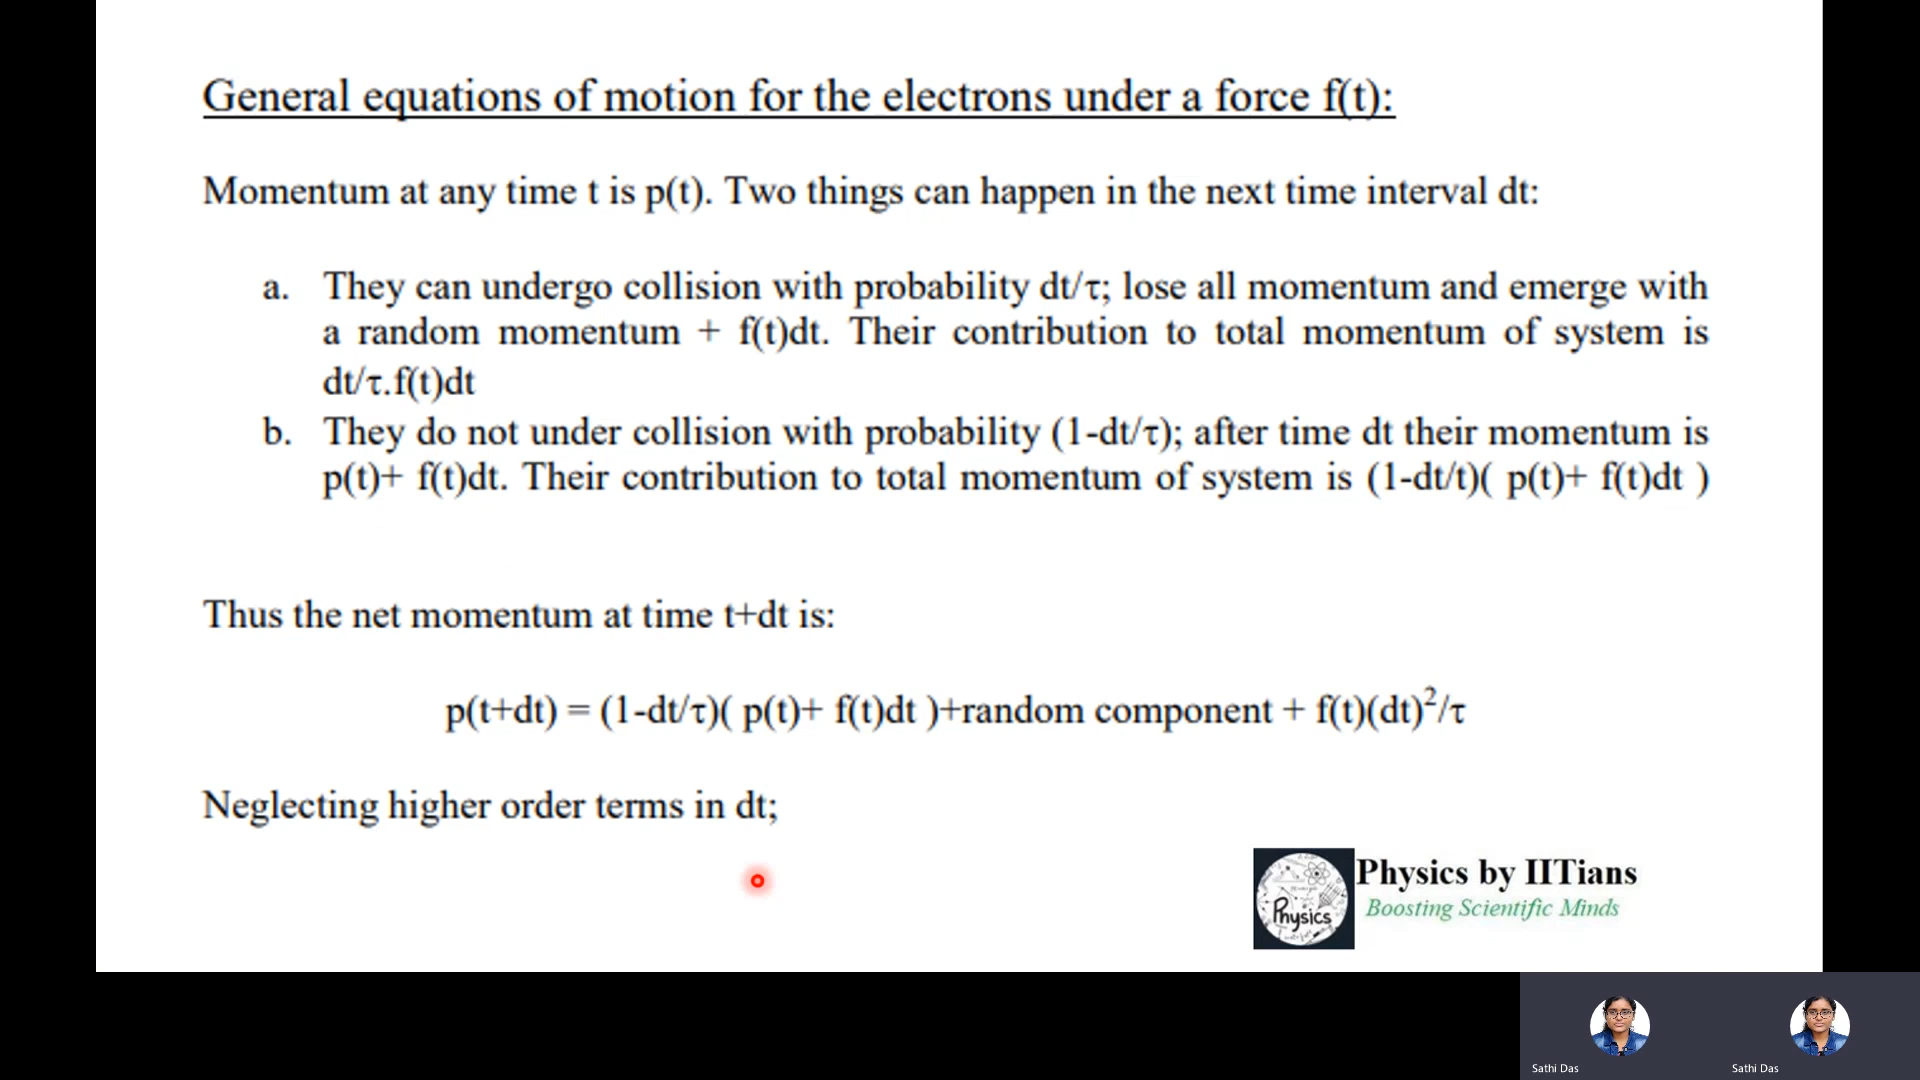 General equations of motion for the electrons under a force f(t):
Momentum at any time t is p(t). Two things can happen in the next time interval dt:
a. They can undergo collision with probability dt/τ; lose all momentum and emerge with
a random momentum + f(t)dt. Their contribution to total momentum of system is
dt/τ.f(t)dt
b. They do not under collision with probability (1-dt/τ); after time dt their momentum is
p(t)+ f(t)dt. Their contribution to total momentum of system is (1-dt/t)( p(t)+ f(t)dt )
Thus the net momentum at time t+dt is:
p(t+dt) = (1-dt/τ)( p(t)+ f(t)dt )+random component + f(t)(dt)²/τ
Neglecting higher order terms in dt;
Physics
Physics by IITians
Boosting Scientific Minds
Sathi Das
Sathi Das